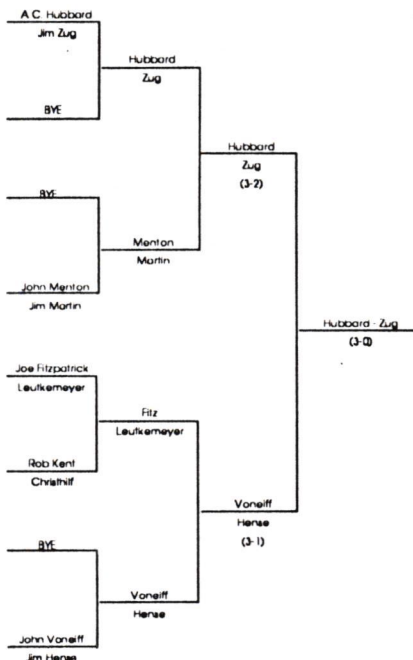 A.C. Hubbard
Jim Zug
BYE
Hubbard
Zug
BYE
John Menton
Jim Martin
Menton
Martin
Hubbard
Zug
(3-2)
Joe Fitzpatrick
Leutkemeyer
Rob Kent
Christhilf
Fitz
Leutkemeyer
BYE
John Voneiff
Jim Hense
Voneiff
Hense
Voneiff
Hense
(3-1)
Hubbard - Zug
(3-0)